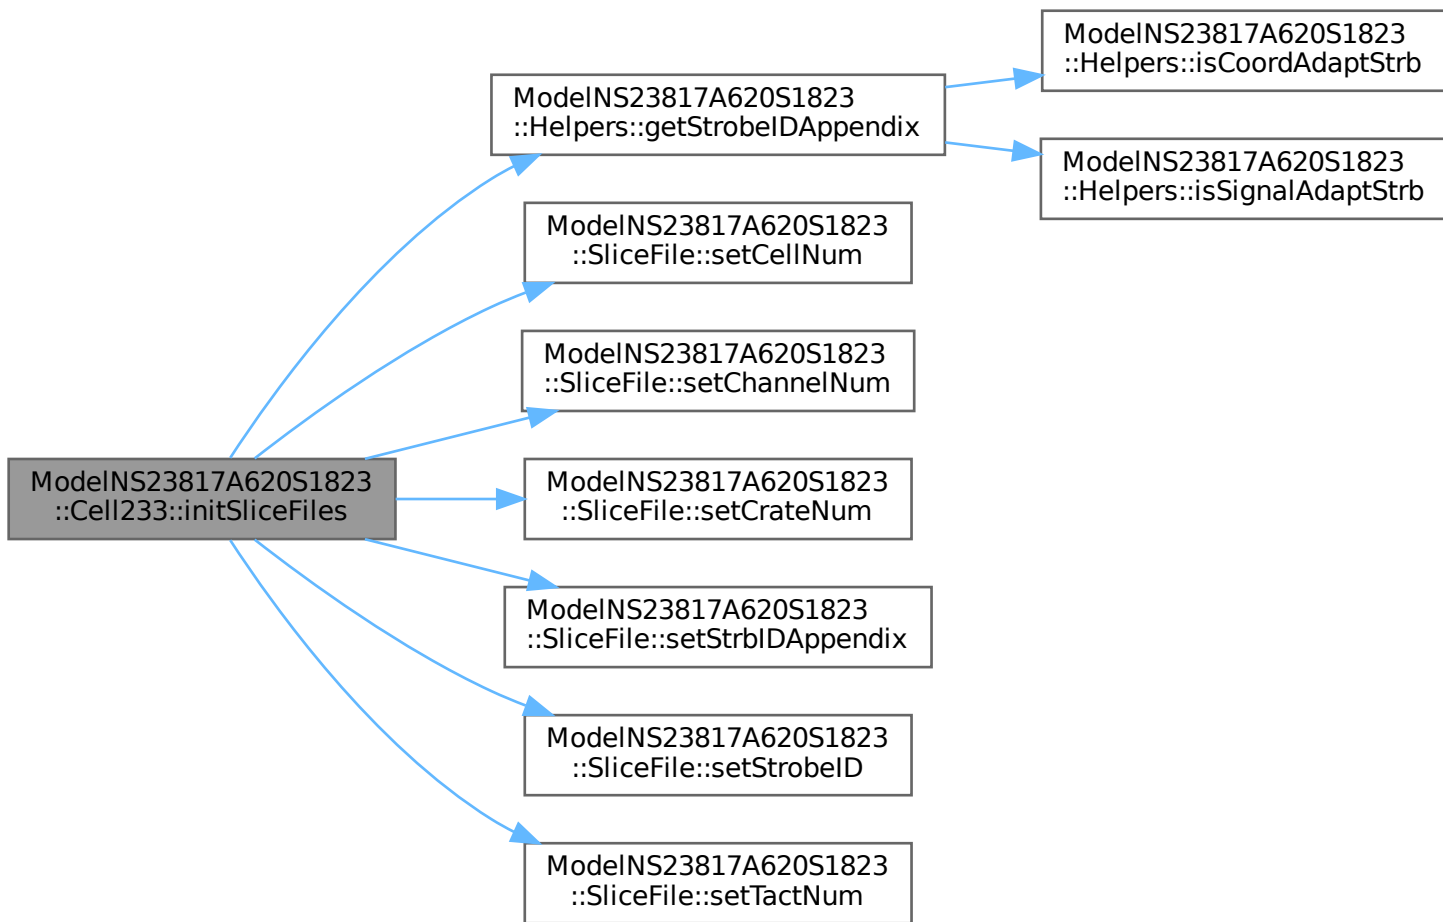 ModelNS23817A620S1823
::Helpers::isCoordAdaptStrb
ModelNS23817A620S1823
::Helpers::getStrobeIDAppendix
ModelNS23817A620S1823
::Helpers::isSignalAdaptStrb
ModelNS23817A620S1823
::SliceFile::setCellNum
ModelNS23817A620S1823
::SliceFile::setChannelNum
ModelNS23817A620S1823
::Cell233::initSliceFiles
ModelNS23817A620S1823
::SliceFile::setCrateNum
ModelNS23817A620S1823
::SliceFile::setStrbIDAppendix
ModelNS23817A620S1823
::SliceFile::setStrobeID
ModelNS23817A620S1823
::SliceFile::setTactNum